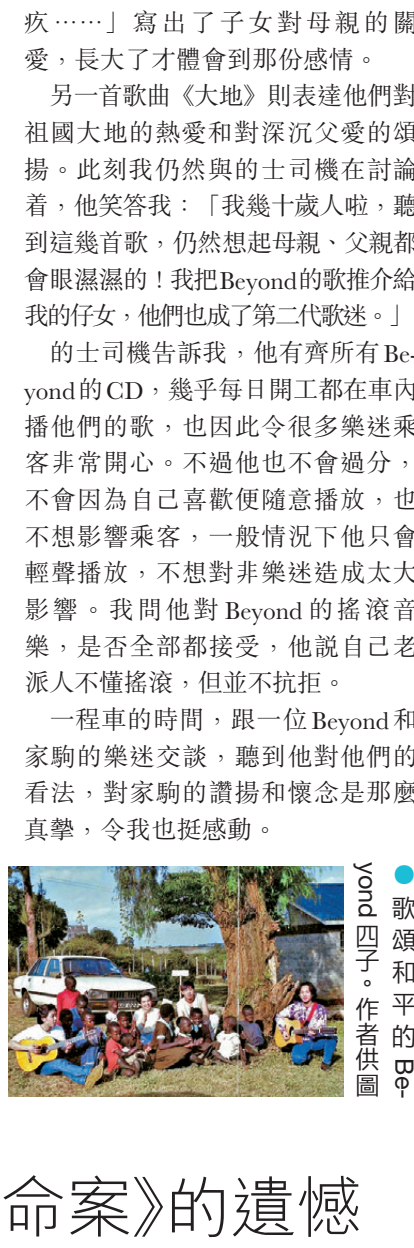 疚⋯⋯」寫出了子女對母親的關
愛，長大了才體會到那份感情。
另一首歌曲《大地》則表達他們對
祖國大地的熱愛和對深沉父愛的頌
揚。此刻我仍然與的士司機在討論
着，他笑答我：「我幾十歲人啦，聽
到這幾首歌，仍然想起母親、父親都
會眼濕濕的！我把Beyond的歌推介給
我的仔女，他們也成了第二代歌迷。」
的士司機告訴我，他有齊所有Be-
yond的CD，幾乎每日開工都在車內
播他們的歌，也因此令很多樂迷乘
客非常開心。不過他也不會過分，
不會因為自己喜歡便隨意播放，也
不想影響乘客，一般情況下他只會
輕聲播放，不想對非樂迷造成太大
影響。我問他對Beyond的搖滾音
樂，是否全部都接受，他說自己老
派人不懂搖滾，但並不抗拒。
一程車的時間，跟一位Beyond和
家駒的樂迷交談，聽到他對他們的
看法，對家駒的讚揚和懷念是那麼
真摯，令我也挺感動。
●歌頌和平的Be-
yond四子。作者供圖
命案》的遺憾